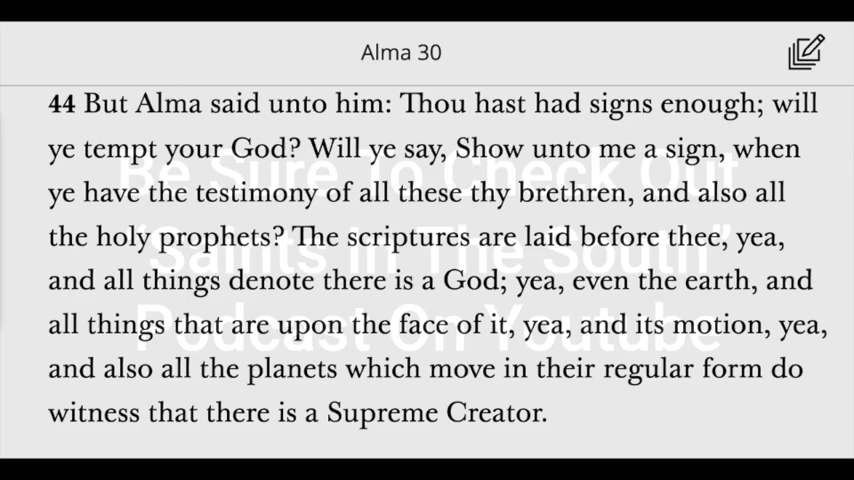 Alma 30
44 But Alma said unto him: Thou hast had signs enough; will
ye tempt your God? Will ye say, Show unto me a sign, when
ye have the testimony of all these thy brethren, and also all
the holy prophets? The scriptures are laid before thee, yea,
and all things denote there is a God; yea, even the earth, and
all things that are upon the face of it, yea, and its motion, yea,
and also all the planets which move in their regular form do
witness that there is a Supreme Creator.
Be Sure To Check Out
"Saints In The South"
Podcast On Youtube